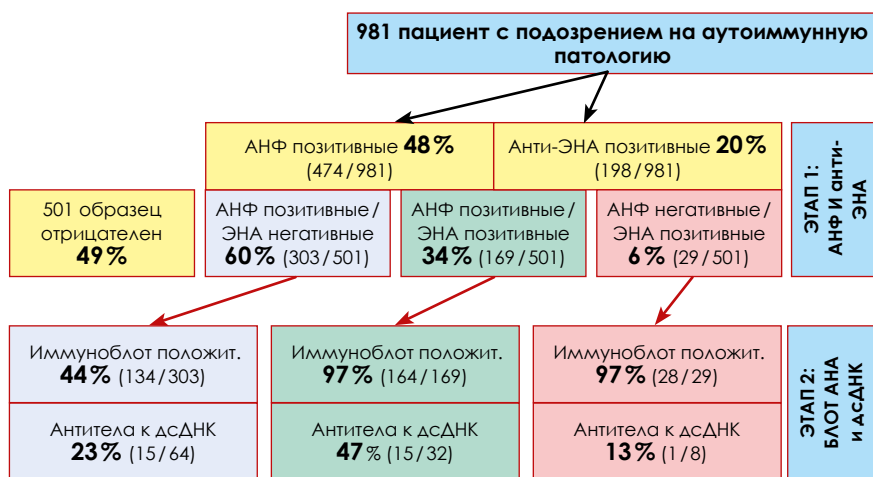 981 пациент с подозрением на аутоиммунную
патологию
АНФ позитивные 48%
(474/981)
Анти-ЭНА позитивные 20%
(198/981)
ЭТАП 1:
АНФ И анти-
ЭНА
501 образец
отрицателен
49%
АНФ позитивные/
ЭНА негативные
60% (303/501)
АНФ позитивные/
ЭНА позитивные
34% (169/501)
АНФ негативные/
ЭНА позитивные
6% (29/501)
Иммуноблот положит.
44% (134/303)
Иммуноблот положит.
97% (164/169)
Иммуноблот положит.
97% (28/29)
ЭТАП 2:
БЛОТ АНА
и дсДНК
Антитела к дсДНК
23% (15/64)
Антитела к дсДНК
47 % (15/32)
Антитела к дсДНК
13% (1/8)